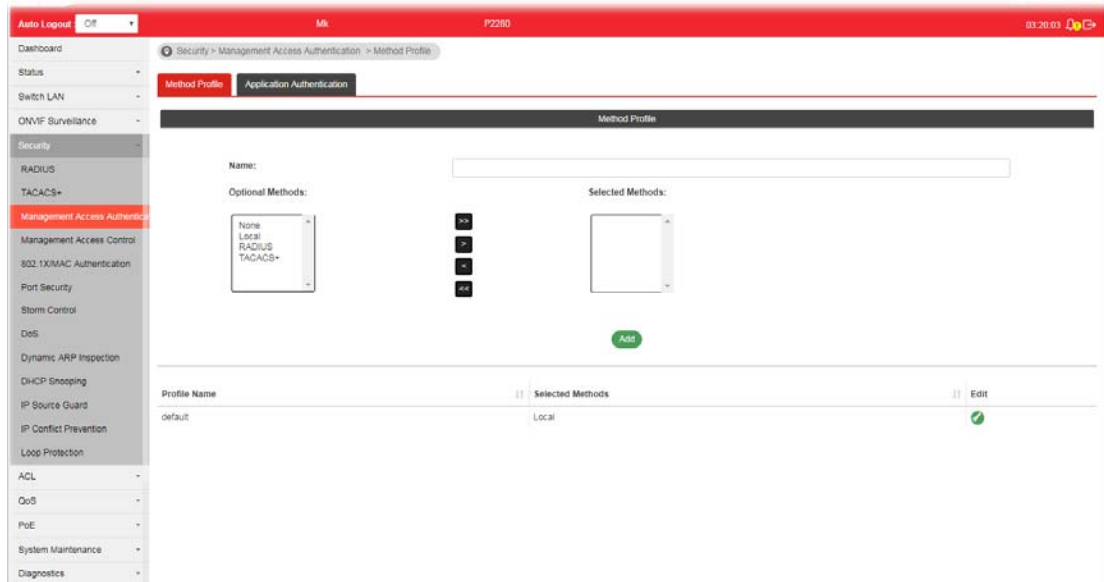 Auto Logout Off Mk P2260 03:20:03
Dashboard
Status
Switch LAN
ONVIF Surveillance
Security
RADIUS
TACACS+
Management Access Authentica
Management Access Control
802.1X/MAC Authentication
Port Security
Storm Control
DoS
Dynamic ARP Inspection
DHCP Snooping
IP Source Guard
IP Conflict Prevention
Loop Protection
ACL
QoS
PoE
System Maintenance
Diagnostics
Security > Management Access Authentication > Method Profile
Method Profile Application Authentication
Method Profile
Name:
Optional Methods: Selected Methods:
None
Local
RADIUS
TACACS+
>>
>
<
<<
Add
Profile Name Selected Methods Edit
default Local